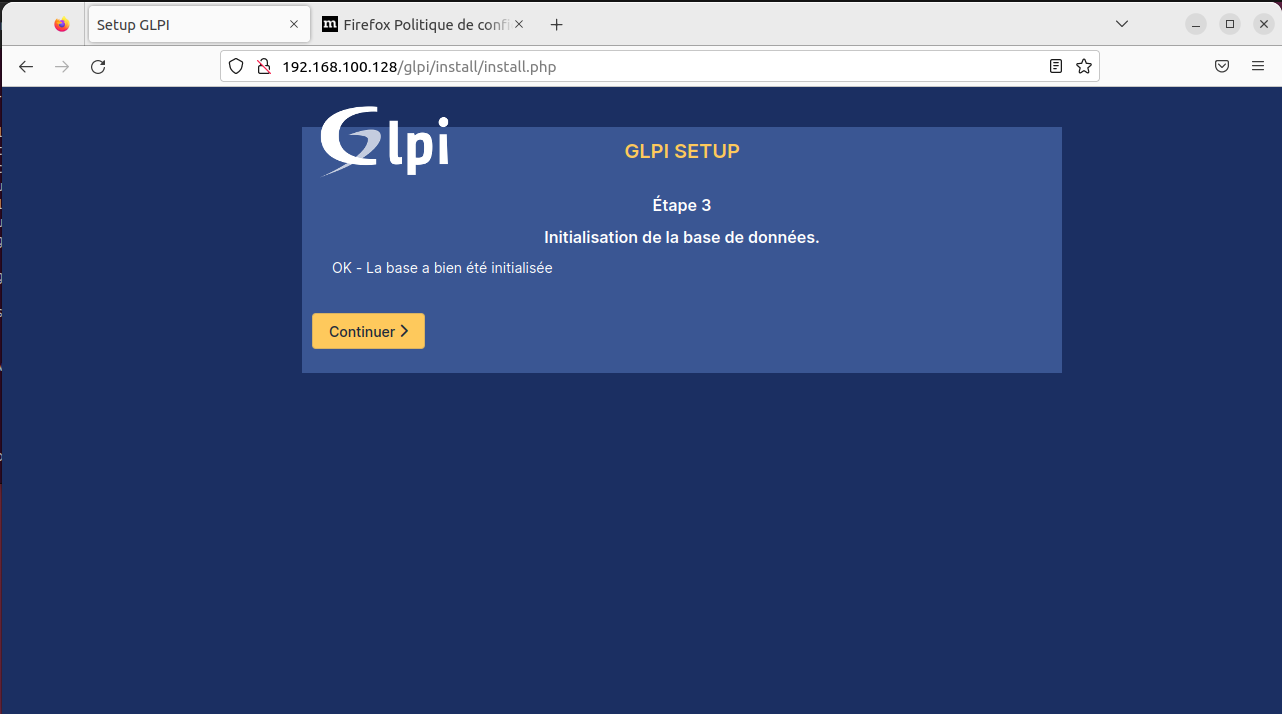 Setup GLPI
Firefox Politique de confi
192.168.100.128/glpi/install/install.php
Glpi
GLPI SETUP
Étape 3
Initialisation de la base de données.
OK - La base a bien été initialisée
Continuer